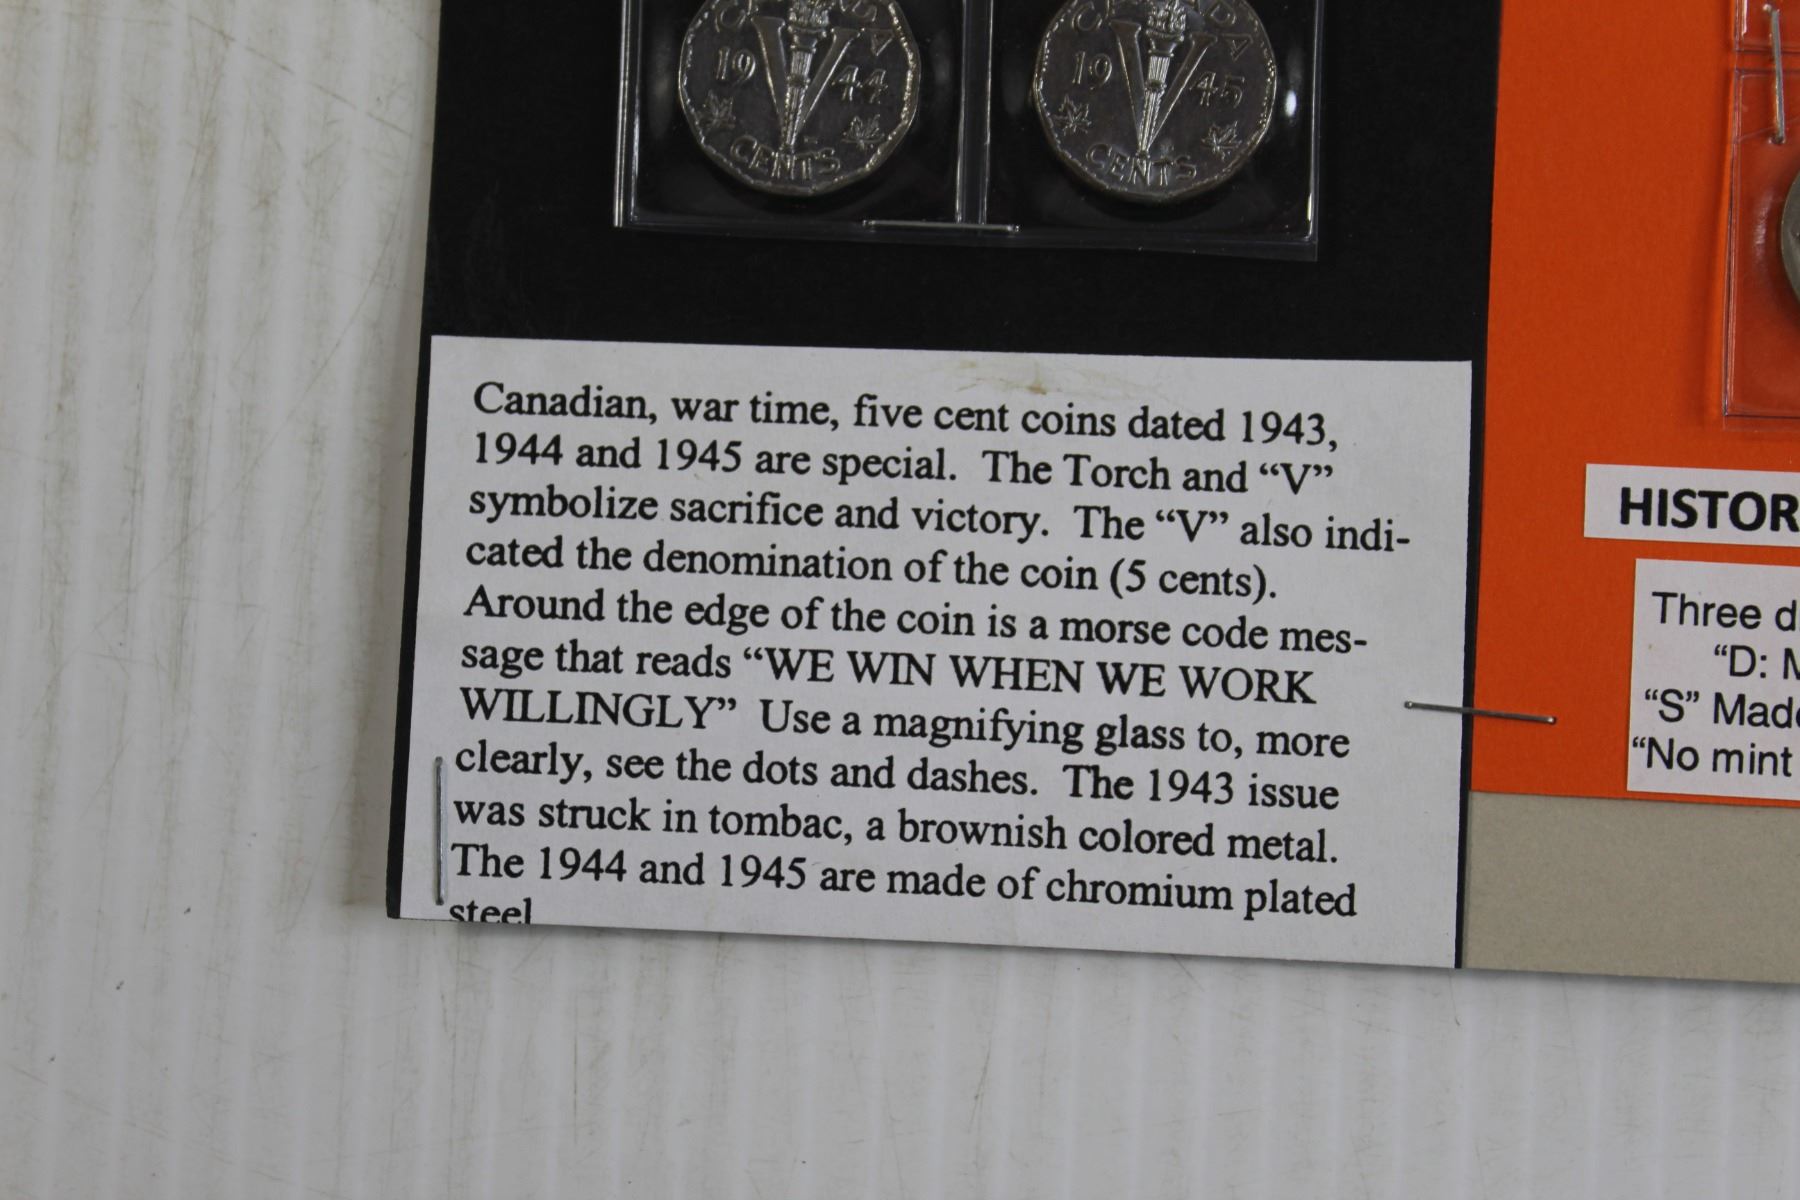 CANADA
19 44
CENTS
CANADA
19 45
CENTS
Canadian, war time, five cent coins dated 1943,
1944 and 1945 are special.  The Torch and “V”
symbolize sacrifice and victory.  The “V” also indi-
cated the denomination of the coin (5 cents).
Around the edge of the coin is a morse code mes-
sage that reads “WE WIN WHEN WE WORK
WILLINGLY”  Use a magnifying glass to, more
clearly, see the dots and dashes.  The 1943 issue
was struck in tombac, a brownish colored metal.
The 1944 and 1945 are made of chromium plated
steel
HISTOR
Three d
“D: M
“S” Made
“No mint